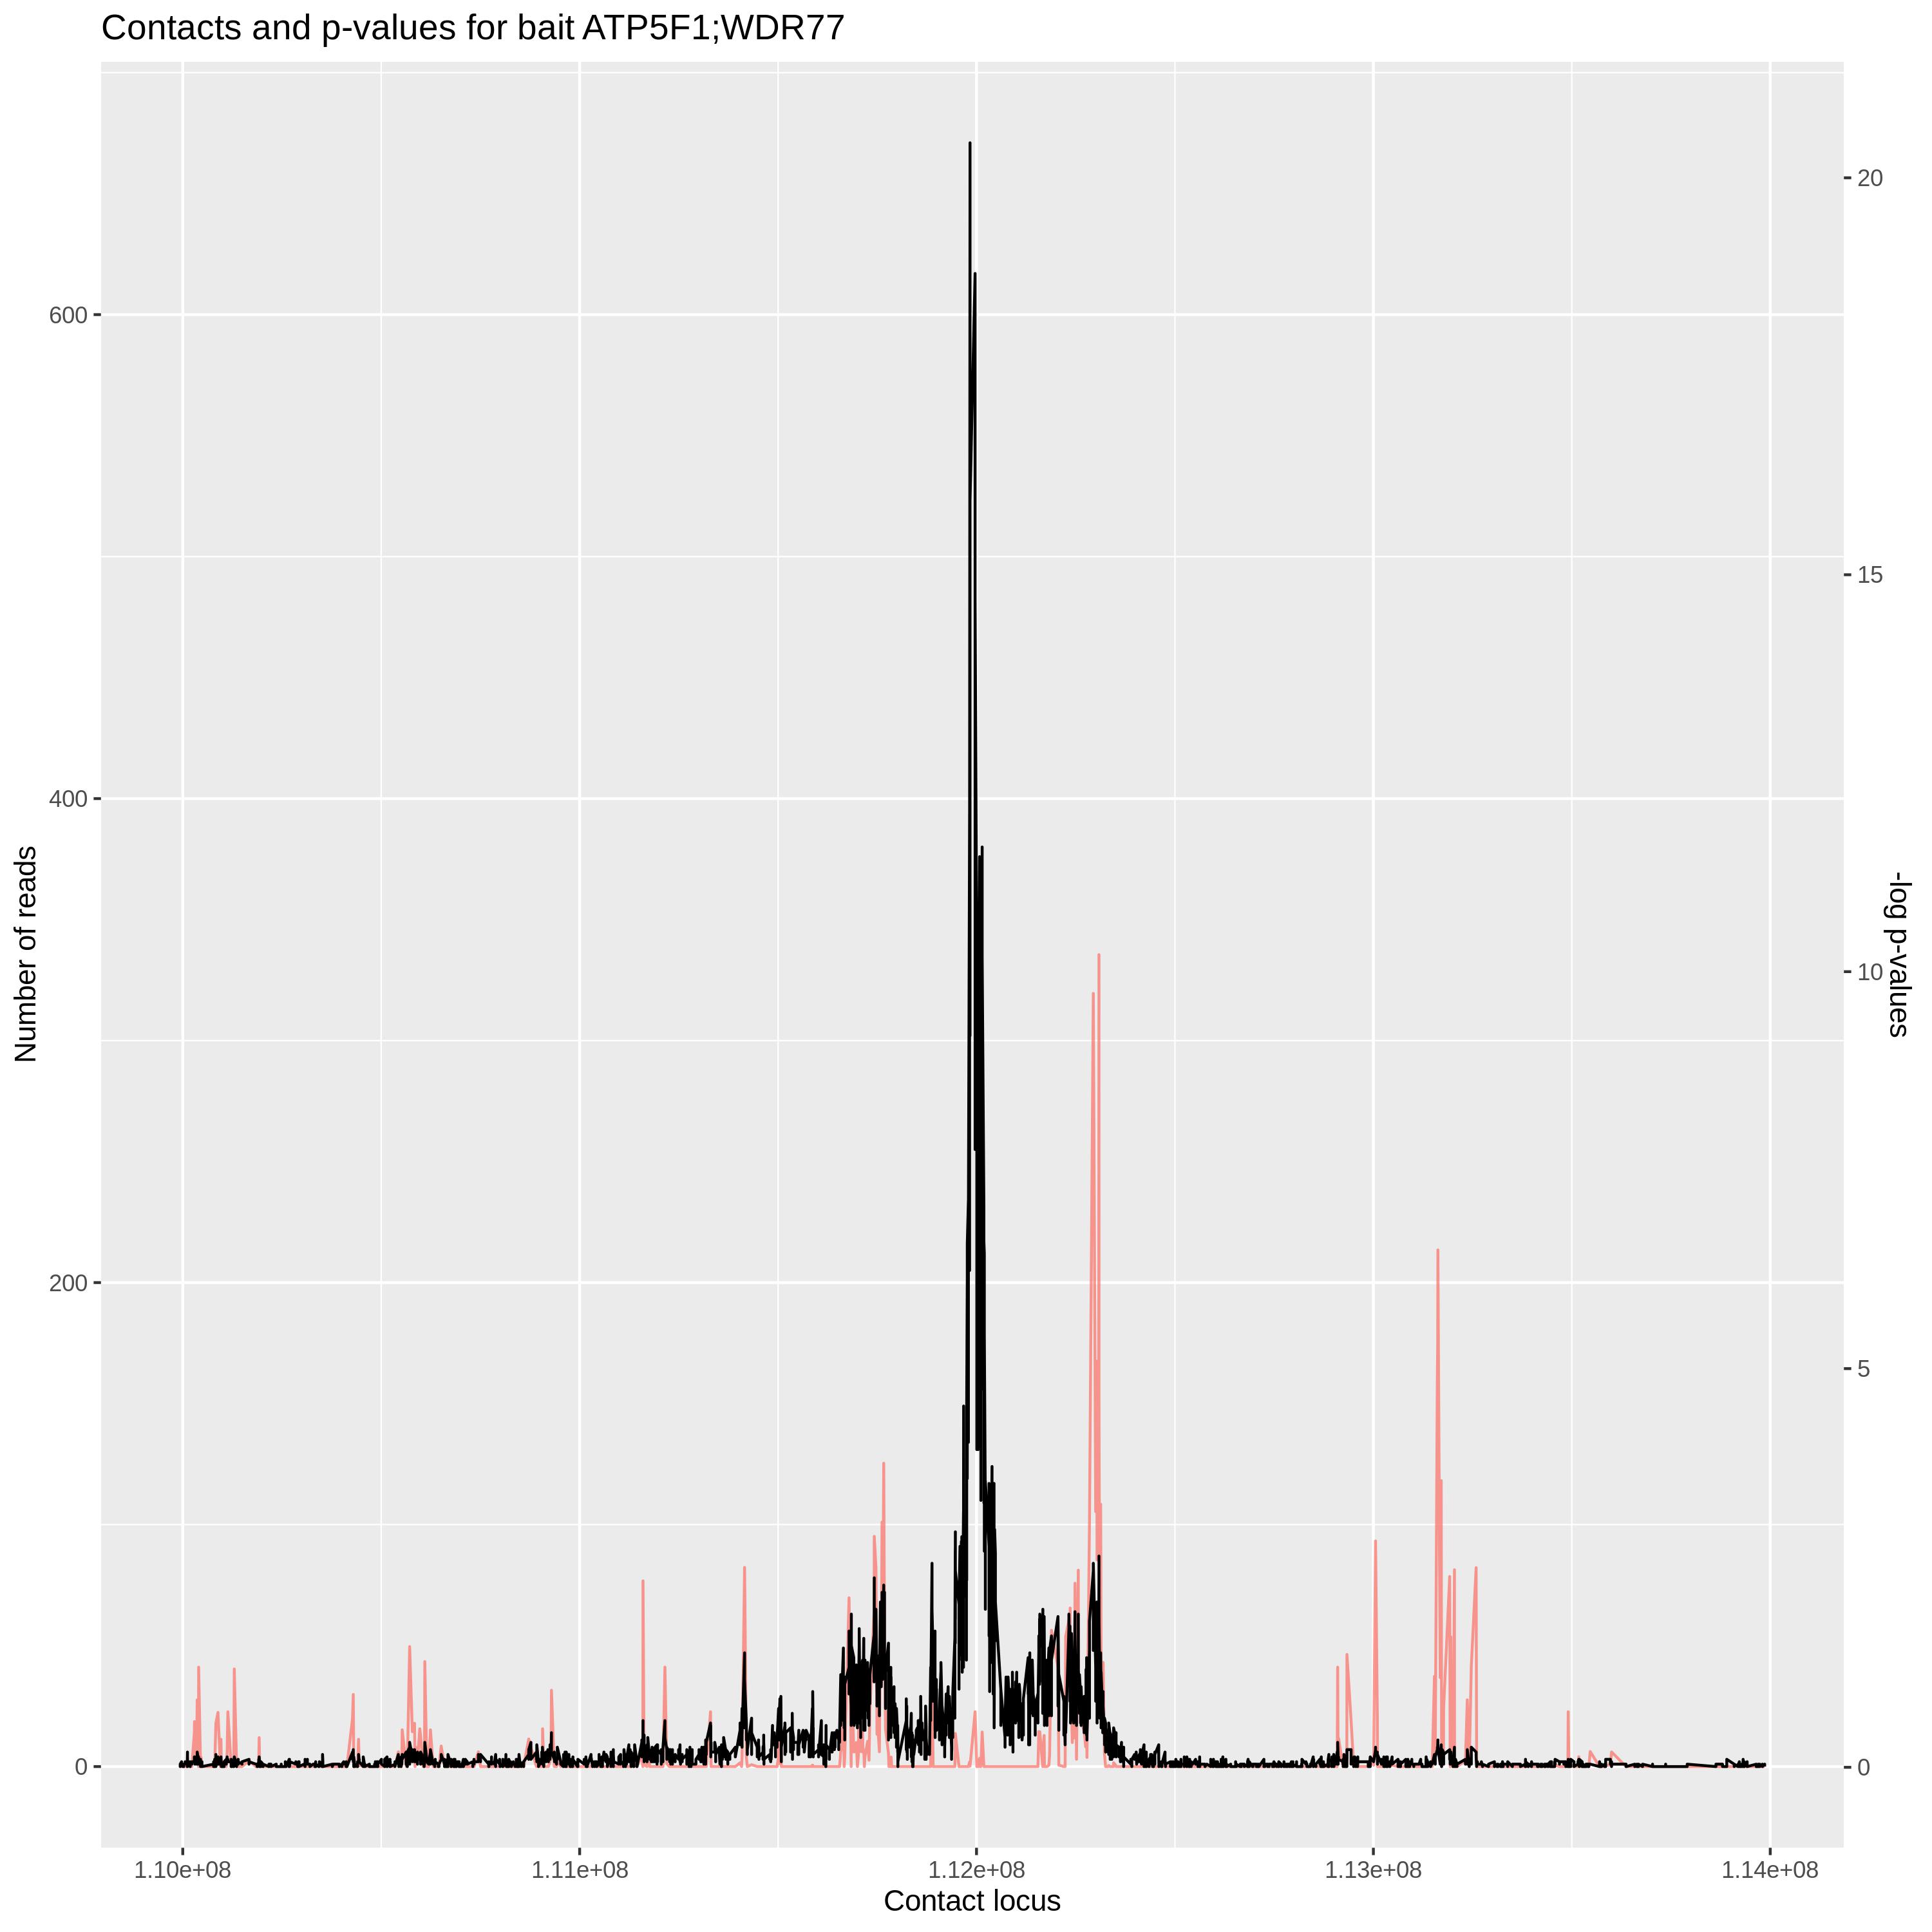 Contacts and p-values for bait ATP5F1;WDR77
600
400
200
0
Number of reads
20
15
10
5
0
-log p-values
1.10e+08 1.11e+08 1.12e+08 1.13e+08 1.14e+08
Contact locus